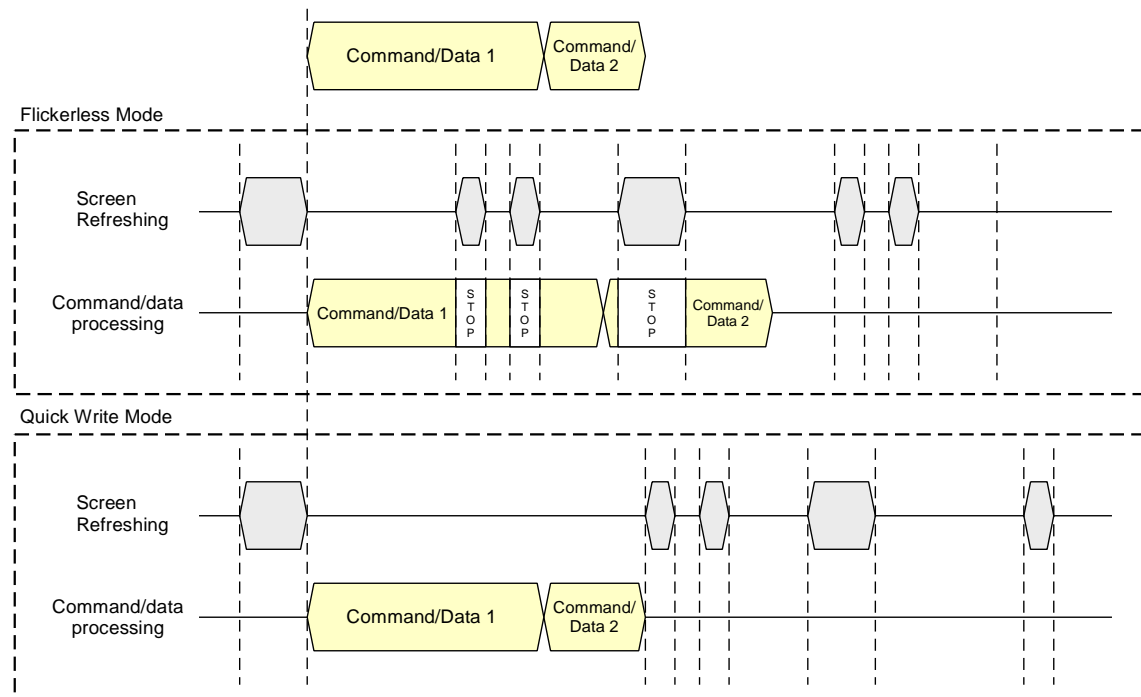 Command/Data 1
Command/
Data 2
Flickerless Mode
Screen
Refreshing
Command/data
processing
Command/Data 1
S
T
O
P
S
T
O
P
S
T
O
P
Command/
Data 2
Quick Write Mode
Screen
Refreshing
Command/data
processing
Command/Data 1
Command/
Data 2